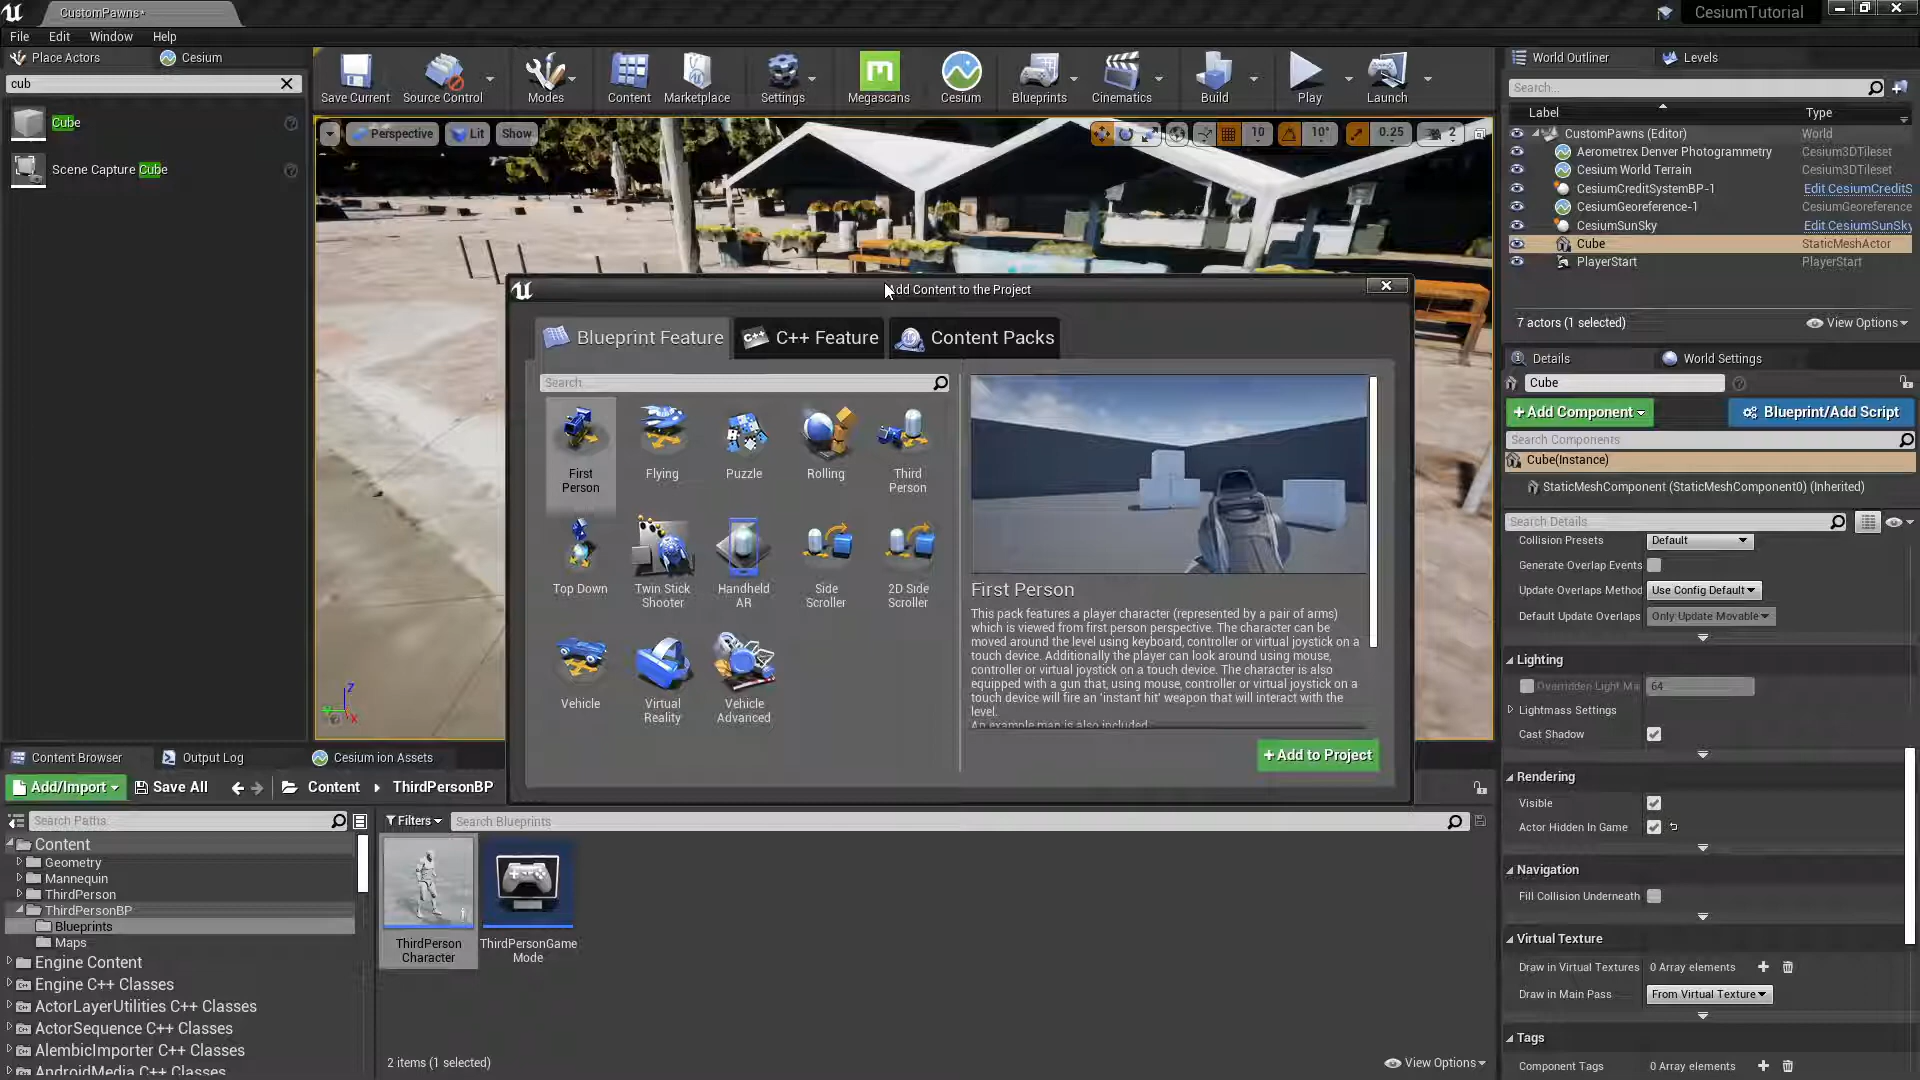 CustomPawns*
CesiumTutorial
File Edit Window Help
Place Actors Cesium
cub
Cube
Scene Capture Cube
Save Current Source Control Modes Content Marketplace Settings Megascans Cesium Blueprints Cinematics Build Play Launch
Perspective Lit Show
10 10° 0.25 2
World Outliner Levels
Search...
Label Type
CustomPawns (Editor) World
Aerometrex Denver Photogrammetry Cesium3DTileset
Cesium World Terrain Cesium3DTileset
CesiumCreditSystemBP-1 Edit CesiumCreditS
CesiumGeoreference-1 CesiumGeoreference
CesiumSunSky Edit CesiumSunSky
Cube StaticMeshActor
PlayerStart PlayerStart
7 actors (1 selected) View Options
Details World Settings
Cube
+Add Component Blueprint/Add Script
Search Components
Cube(Instance)
StaticMeshComponent (StaticMeshComponent0) (Inherited)
Search Details
Collision Presets Default
Generate Overlap Events
Update Overlaps Method Use Config Default
Default Update Overlaps Only Update Movable
Lighting
Overridden Light Ma 64
Lightmass Settings
Cast Shadow
Rendering
Visible
Actor Hidden In Game
Navigation
Fill Collision Underneath
Virtual Texture
Draw in Virtual Textures 0 Array elements
Draw in Main Pass From Virtual Texture
Tags
Component Tags 0 Array elements
dd Content to the Project
Blueprint Feature C++ C++ Feature Content Packs
Search
First Person
Flying
Puzzle
Rolling
Third Person
Top Down
Twin Stick Shooter
Handheld AR
Side Scroller
2D Side Scroller
Vehicle
Virtual Reality
Vehicle Advanced
First Person
This pack features a player character (represented by a pair of arms)
which is viewed from first person perspective. The character can be
moved around the level using keyboard, controller or virtual joystick on a
touch device. Additionally the player can look around using mouse,
controller or virtual joystick on a touch device. The character is also
equipped with a gun that, using mouse, controller or virtual joystick on a
touch device will fire an 'instant hit' weapon that will interact with the
level.
An example map is also included.
+Add to Project
Z
X
Content Browser Output Log Cesium ion Assets
Add/Import Save All Content ThirdPersonBP
Search Paths
Filters Search Blueprints
Content
Geometry
Mannequin
ThirdPerson
ThirdPersonBP
Blueprints
Maps
Engine Content
Engine C++ Classes
ActorLayerUtilities C++ Classes
ActorSequence C++ Classes
AlembicImporter C++ Classes
AndroidMedia C++ Classes
ThirdPerson
Character
ThirdPersonGame
Mode
2 items (1 selected) View Options